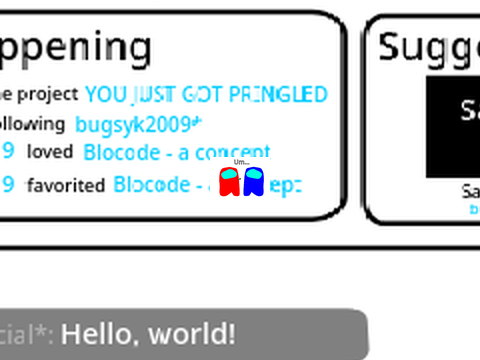 ppening
e project YOU JUST GOT PRINGLED
ollowing bugsyk2009*
9 loved Blocode - a concept
Um...
9 favorited Blocode - a ept
Sugge
Sa
Sa
b
cial*: Hello, world!